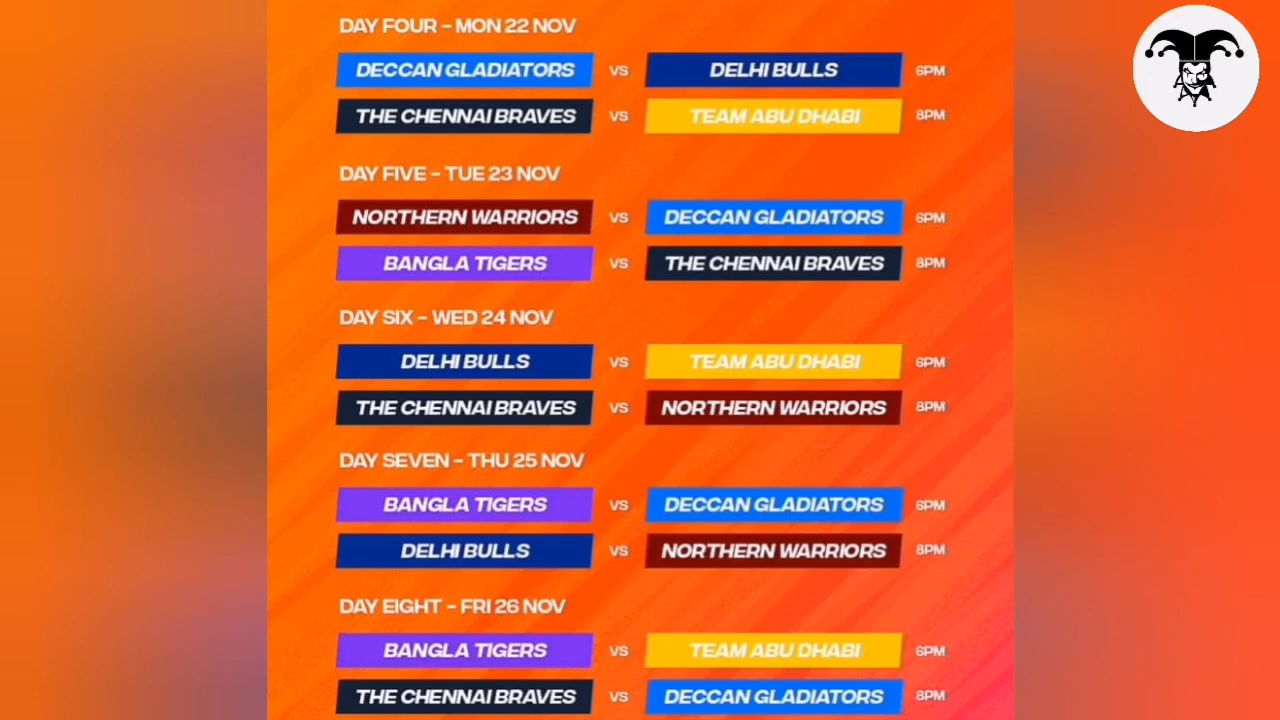 DAY FOUR - MON 22 NOV
DECCAN GLADIATORS VS DELHI BULLS 6PM
THE CHENNAI BRAVES VS TEAM ABU DHABI 8PM
DAY FIVE - TUE 23 NOV
NORTHERN WARRIORS VS DECCAN GLADIATORS 6PM
BANGLA TIGERS VS THE CHENNAI BRAVES 8PM
DAY SIX - WED 24 NOV
DELHI BULLS VS TEAM ABU DHABI 6PM
THE CHENNAI BRAVES VS NORTHERN WARRIORS 8PM
DAY SEVEN - THU 25 NOV
BANGLA TIGERS VS DECCAN GLADIATORS 6PM
DELHI BULLS VS NORTHERN WARRIORS 8PM
DAY EIGHT - FRI 26 NOV
BANGLA TIGERS VS TEAM ABU DHABI 6PM
THE CHENNAI BRAVES VS DECCAN GLADIATORS 8PM